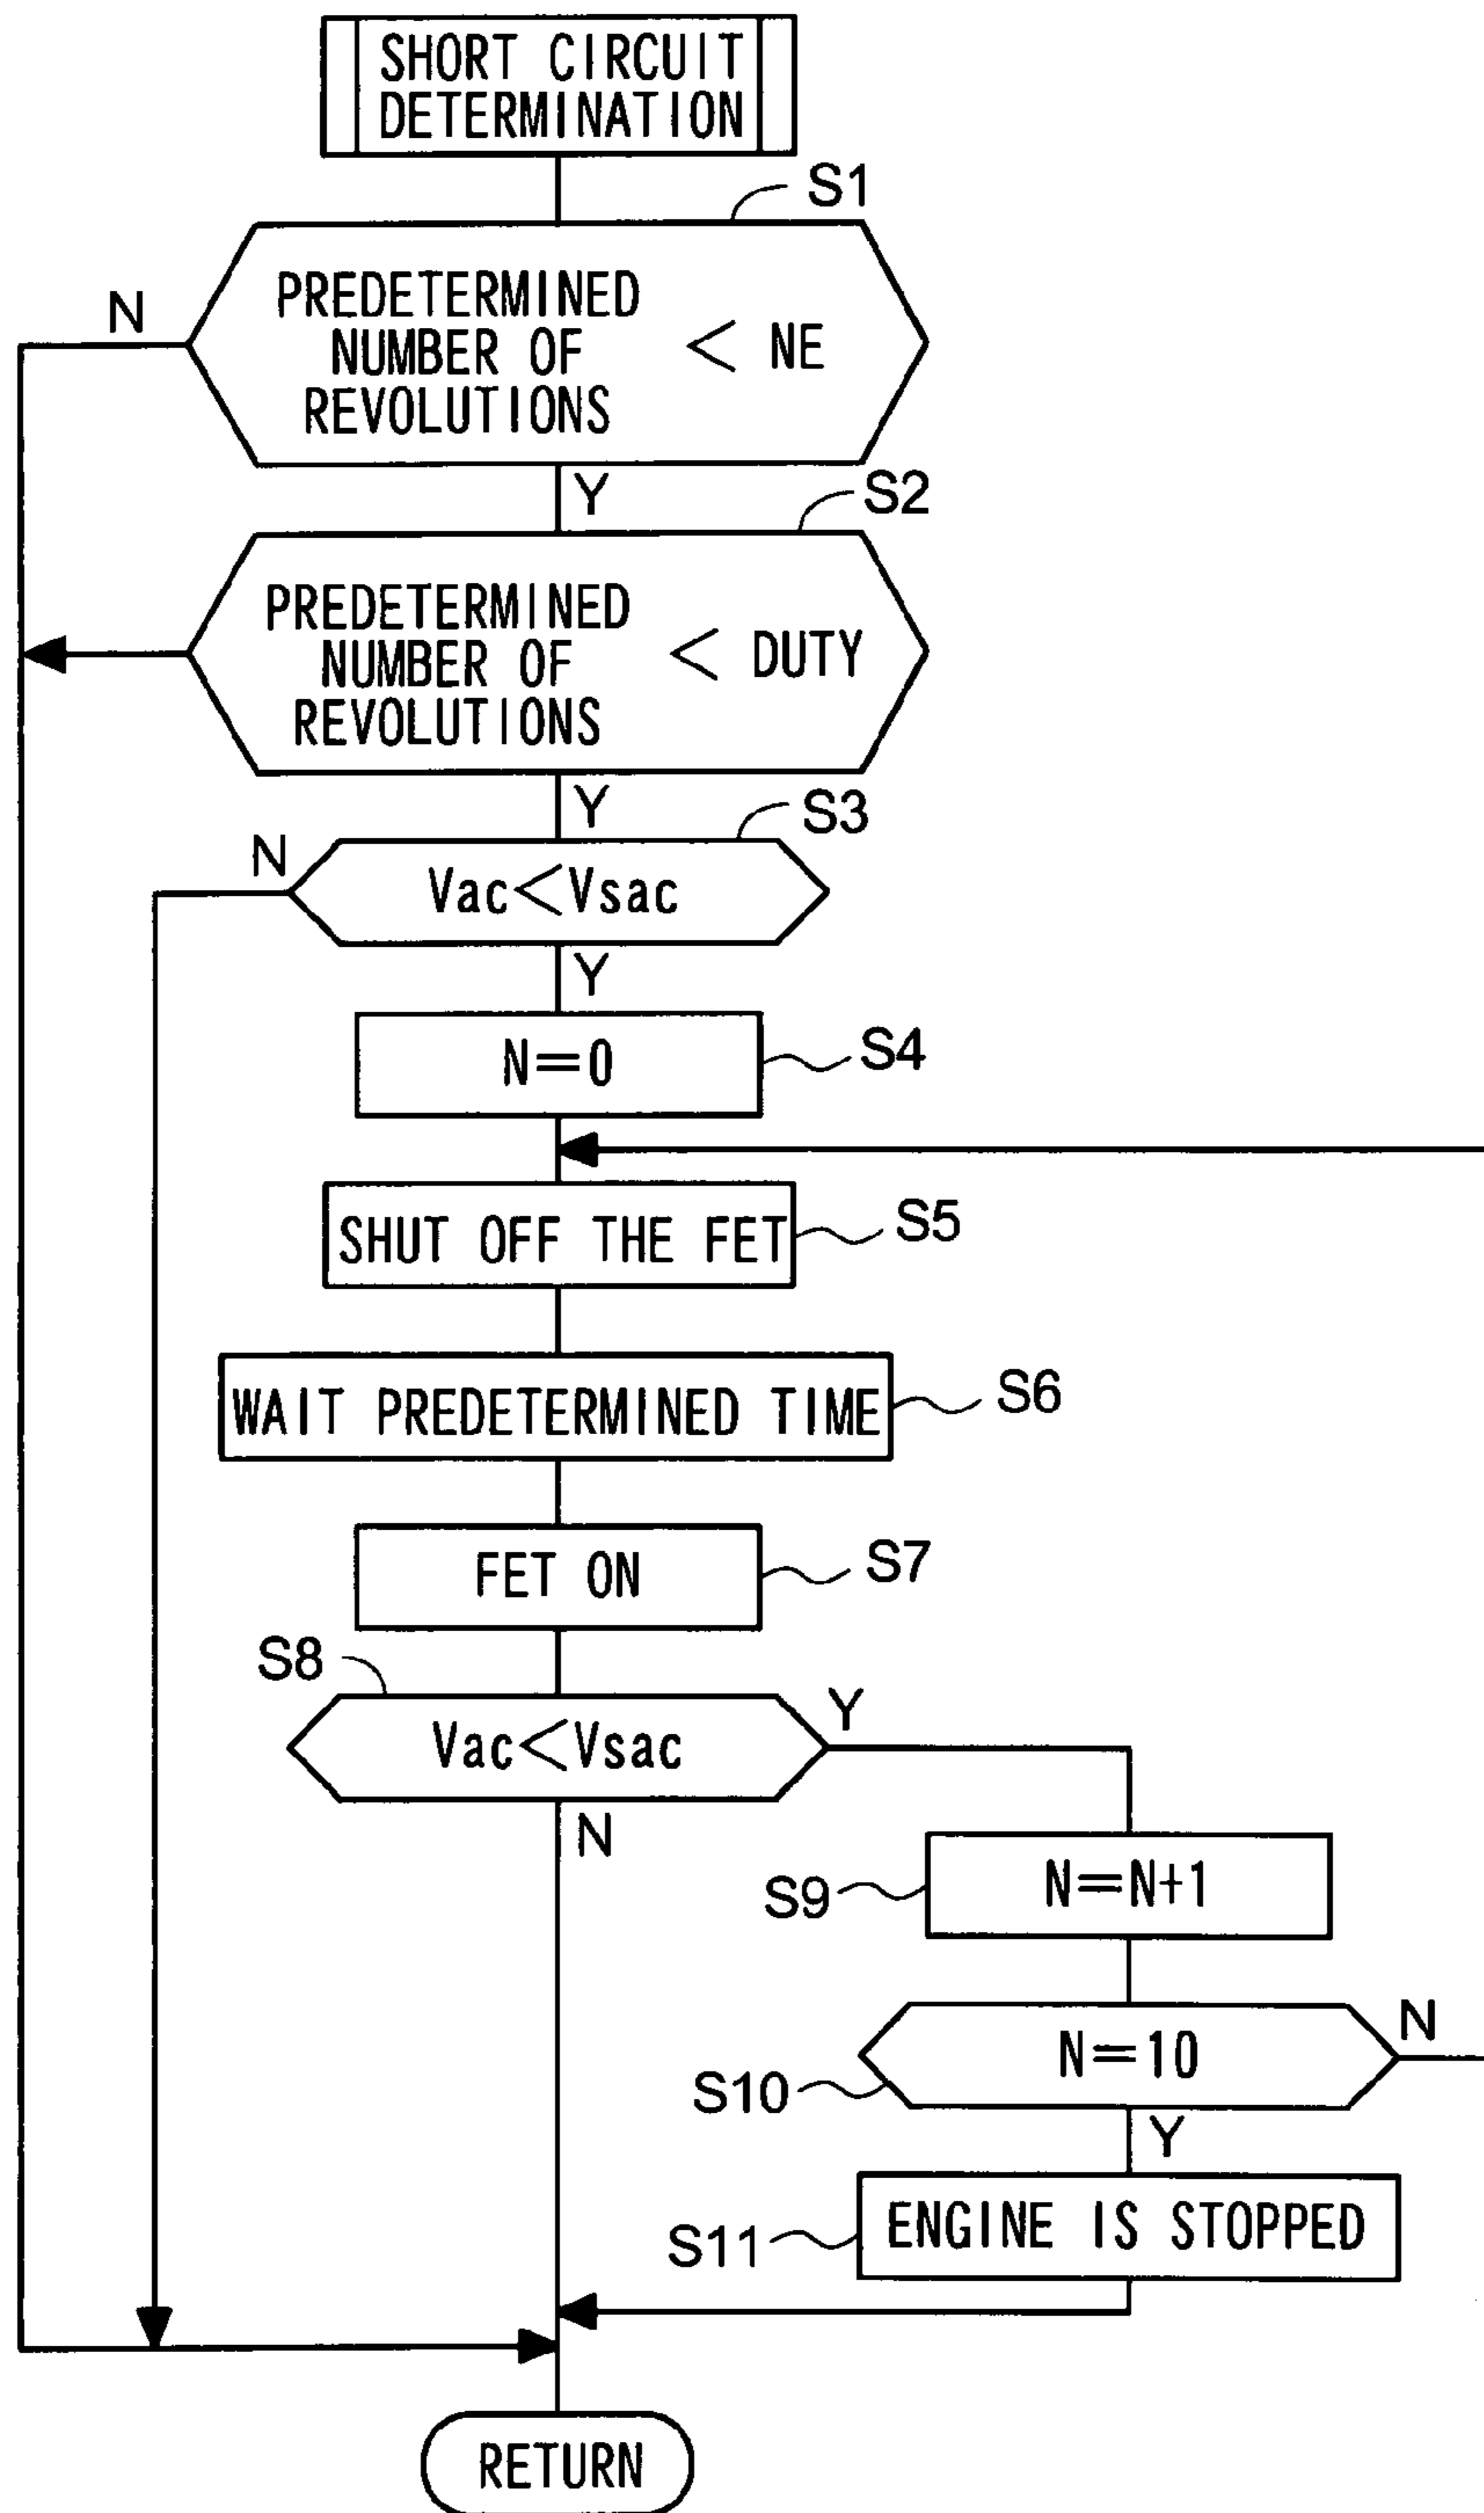 SHORT CIRCUIT
DETERMINATION
S1
N
PREDETERMINED
NUMBER OF
REVOLUTIONS
< NE
Y
S2
PREDETERMINED
NUMBER OF
REVOLUTIONS
< DUTY
Y
S3
N
Vac<Vsac
Y
N=0
S4
SHUT OFF THE FET
S5
WAIT PREDETERMINED TIME
S6
FET ON
S7
S8
Vac<Vsac
Y
N
S9
N=N+1
N=10
N
S10
Y
ENGINE IS STOPPED
S11
RETURN